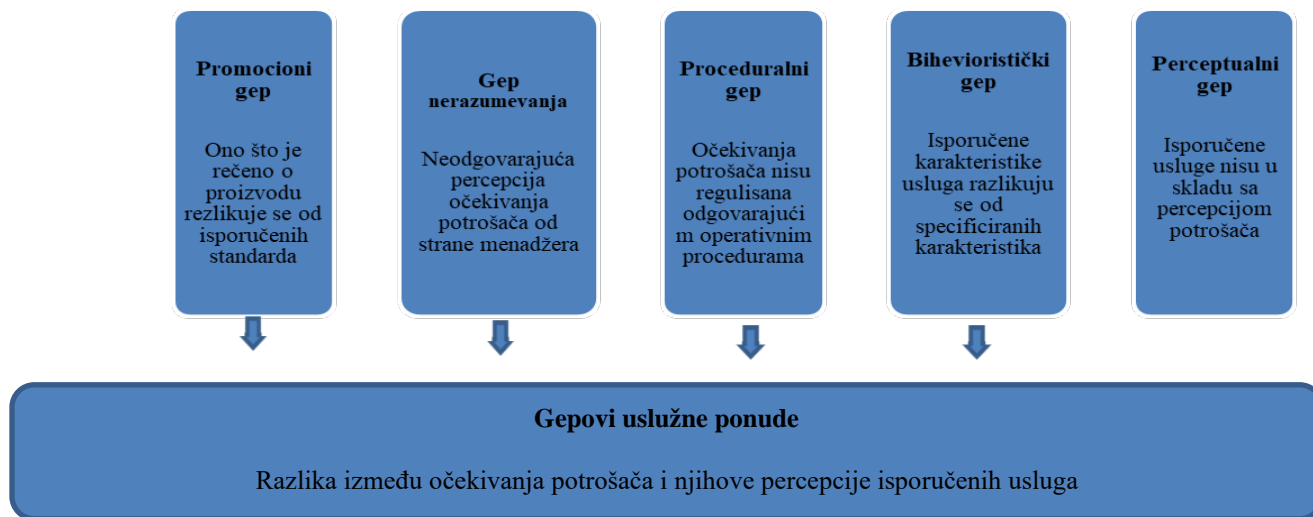 Promocioni
gep
Ono što je
rečeno o
proizvodu
rezlikuje se od
isporučenih
standarda
Gep
nerazumevanja
Neodgovarajuća
percepcija
očekivanja
potrošača od
strane menadžera
Proceduralni
gep
Očekivanja
potrošača nisu
regulisana
odgovarajući
m operativnim
procedurama
Bihevioristički
gep
Isporučene
karakteristike
usluga razlikuju
se od
specificiranih
karakteristika
Perceptualni
gep
Isporučene
usluge nisu u
skladu sa
percepcijom
potrošača
Gepovi uslužne ponude
Razlika između očekivanja potrošača i njihove percepcije isporučenih usluga